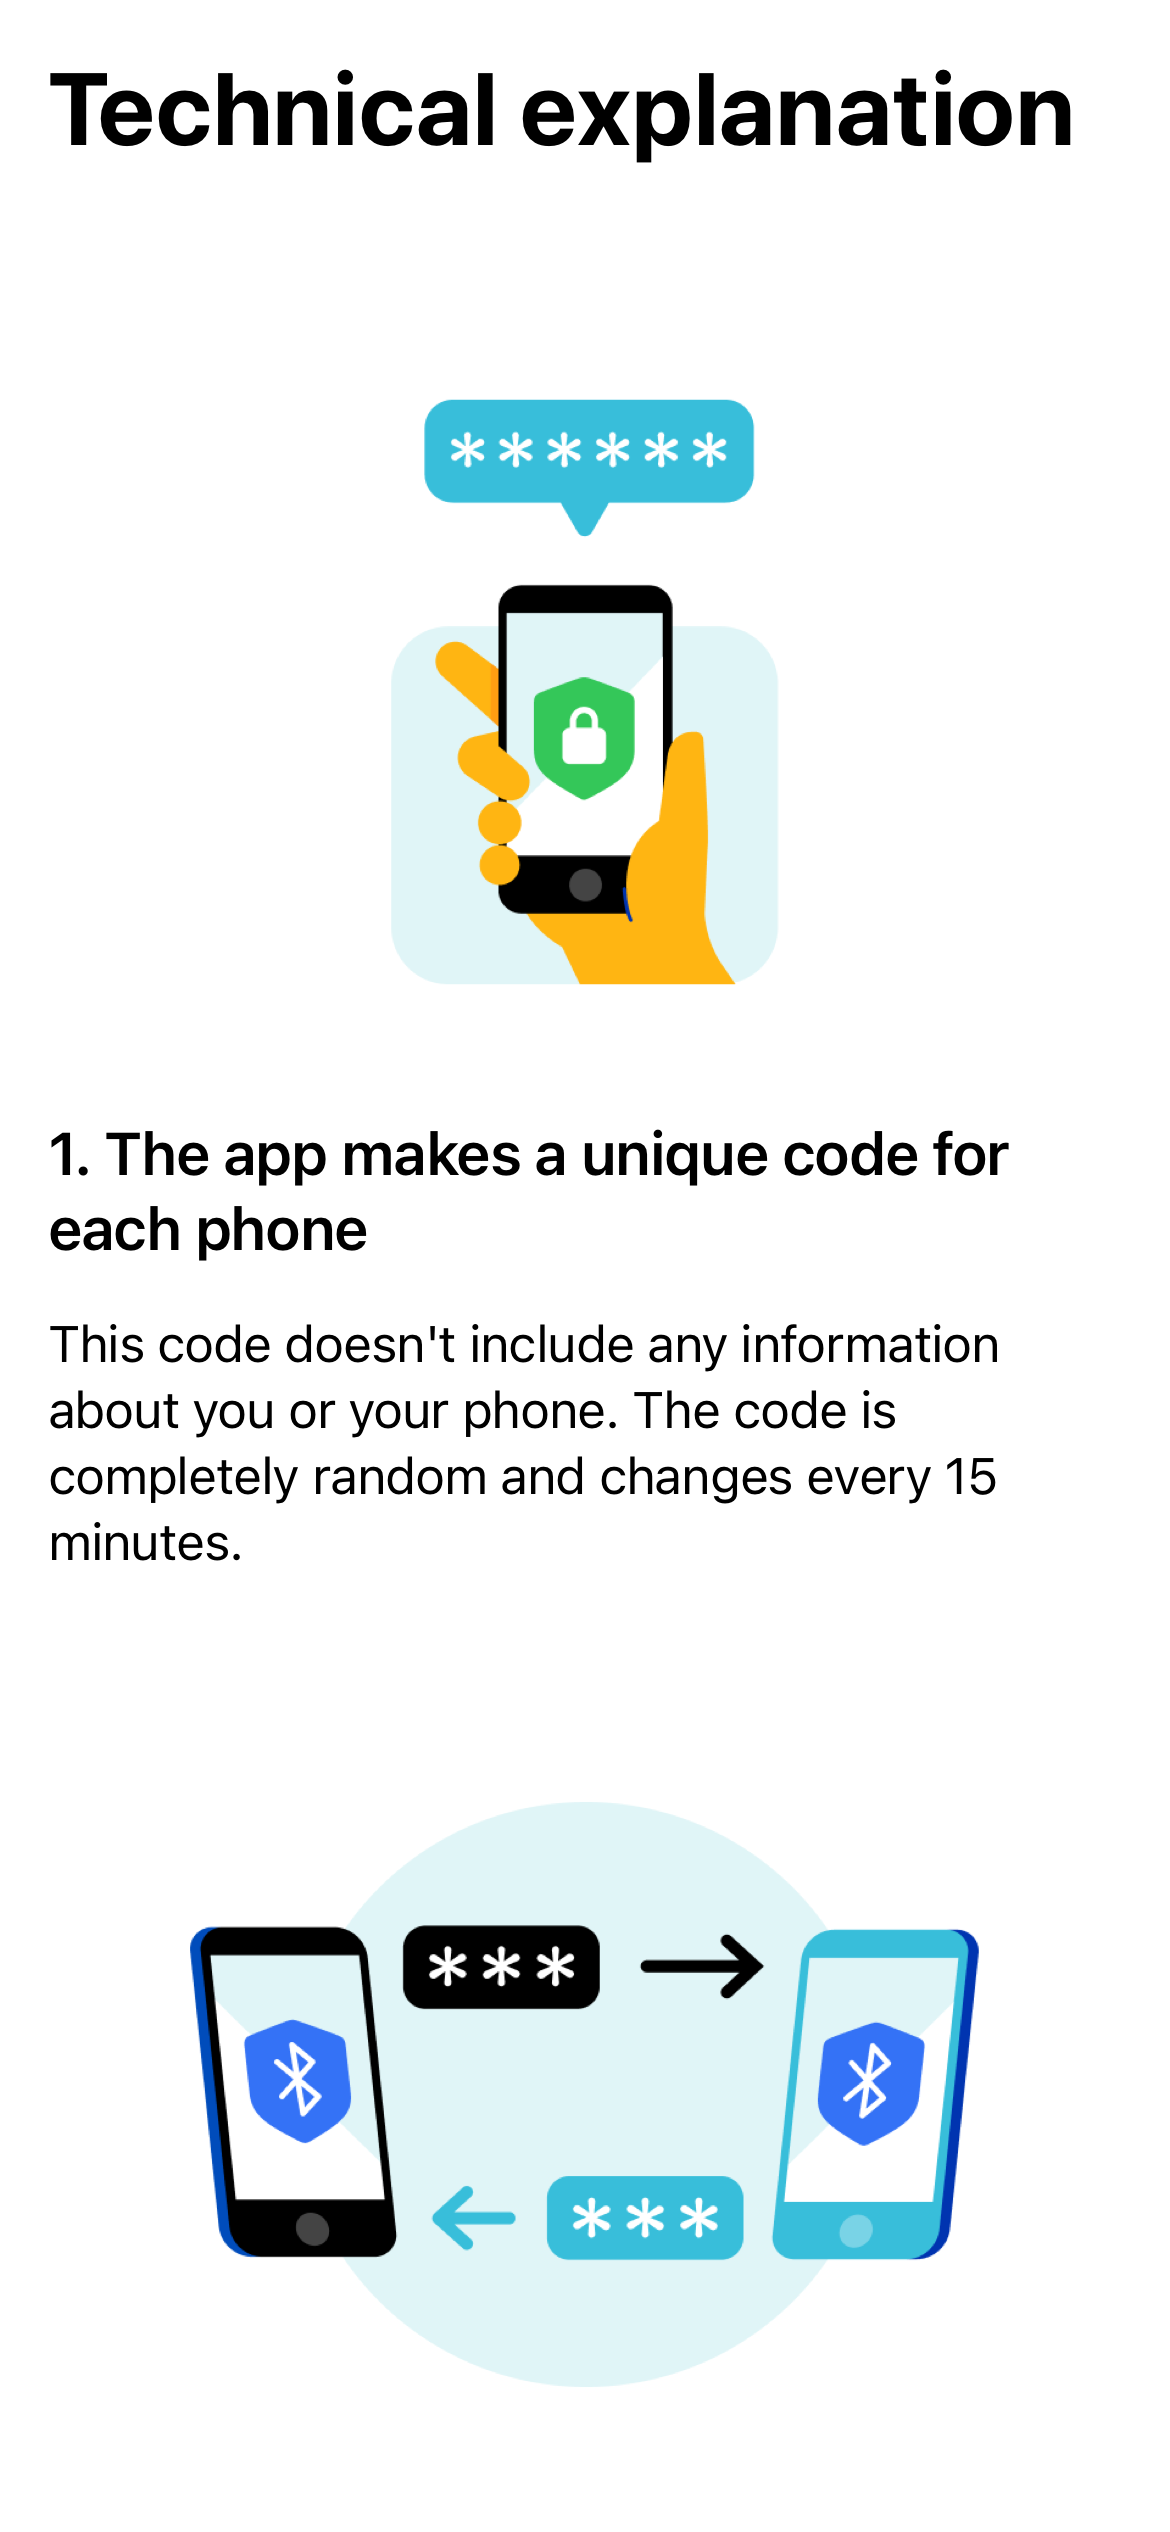 Technical explanation
******
1. The app makes a unique code for
each phone
This code doesn't include any information
about you or your phone. The code is
completely random and changes every 15
minutes.
***
***